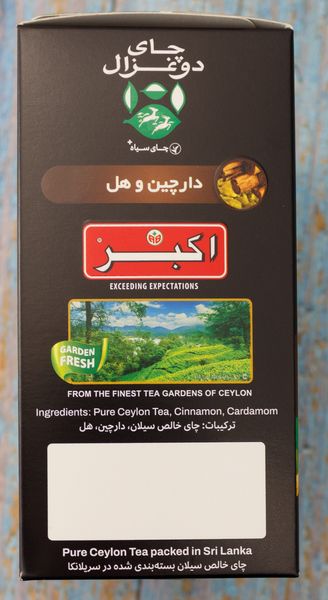 چای
دوغزال
چای سیاه+
دارچین و هل
اکبر
EXCEEDING EXPECTATIONS
GARDEN
FRESH
FROM THE FINEST TEA GARDENS OF CEYLON
Ingredients: Pure Ceylon Tea, Cinnamon, Cardamom
ترکیبات: چای خالص سیلان، دارچین، هل
Pure Ceylon Tea packed in Sri Lanka
چای خالص سیلان بسته‌بندی شده در سریلانکا